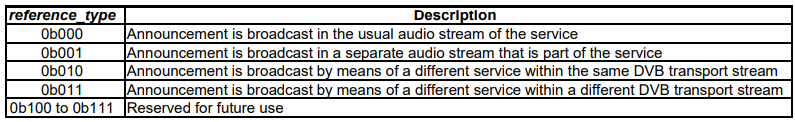 reference_type Description
0b000 Announcement is broadcast in the usual audio stream of the service
0b001 Announcement is broadcast in a separate audio stream that is part of the service
0b010 Announcement is broadcast by means of a different service within the same DVB transport stream
0b011 Announcement is broadcast by means of a different service within a different DVB transport stream
0b100 to 0b111 Reserved for future use